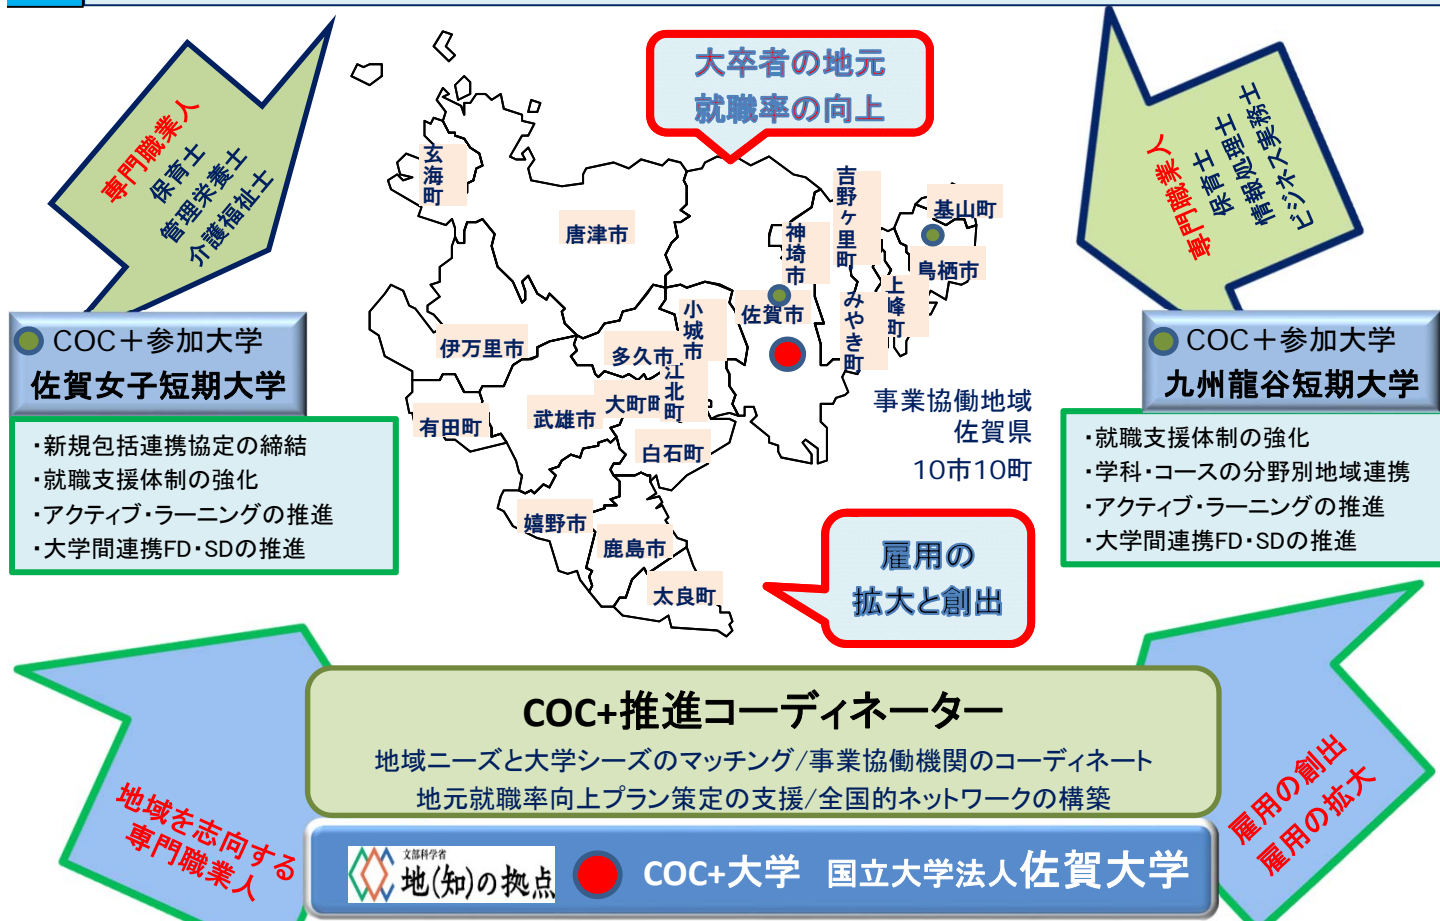 大卒者の地元
就職率の向上
専門職業人
保育士
管理栄養士
介護福祉士
専門職業人
保育士
情報処理士
ビジネス実務士
玄海町
唐津市
吉野ヶ里町
神埼市
基山町
鳥栖市
上峰町
みやき町
佐賀市
小城市
多久市
伊万里市
江北町
大町町
武雄市
有田町
白石町
嬉野市
鹿島市
太良町
事業協働地域
佐賀県
10市10町
COC+参加大学
佐賀女子短期大学
・新規包括連携協定の締結
・就職支援体制の強化
・アクティブ・ラーニングの推進
・大学間連携FD・SDの推進
COC+参加大学
九州龍谷短期大学
・就職支援体制の強化
・学科・コースの分野別地域連携
・アクティブ・ラーニングの推進
・大学間連携FD・SDの推進
雇用の
拡大と創出
COC+推進コーディネーター
地域ニーズと大学シーズのマッチング/事業協働機関のコーディネート
地元就職率向上プラン策定の支援/全国的ネットワークの構築
地域を志向する
専門職業人
雇用の創出
雇用の拡大
文部科学省
地(知)の拠点
COC+大学 国立大学法人佐賀大学